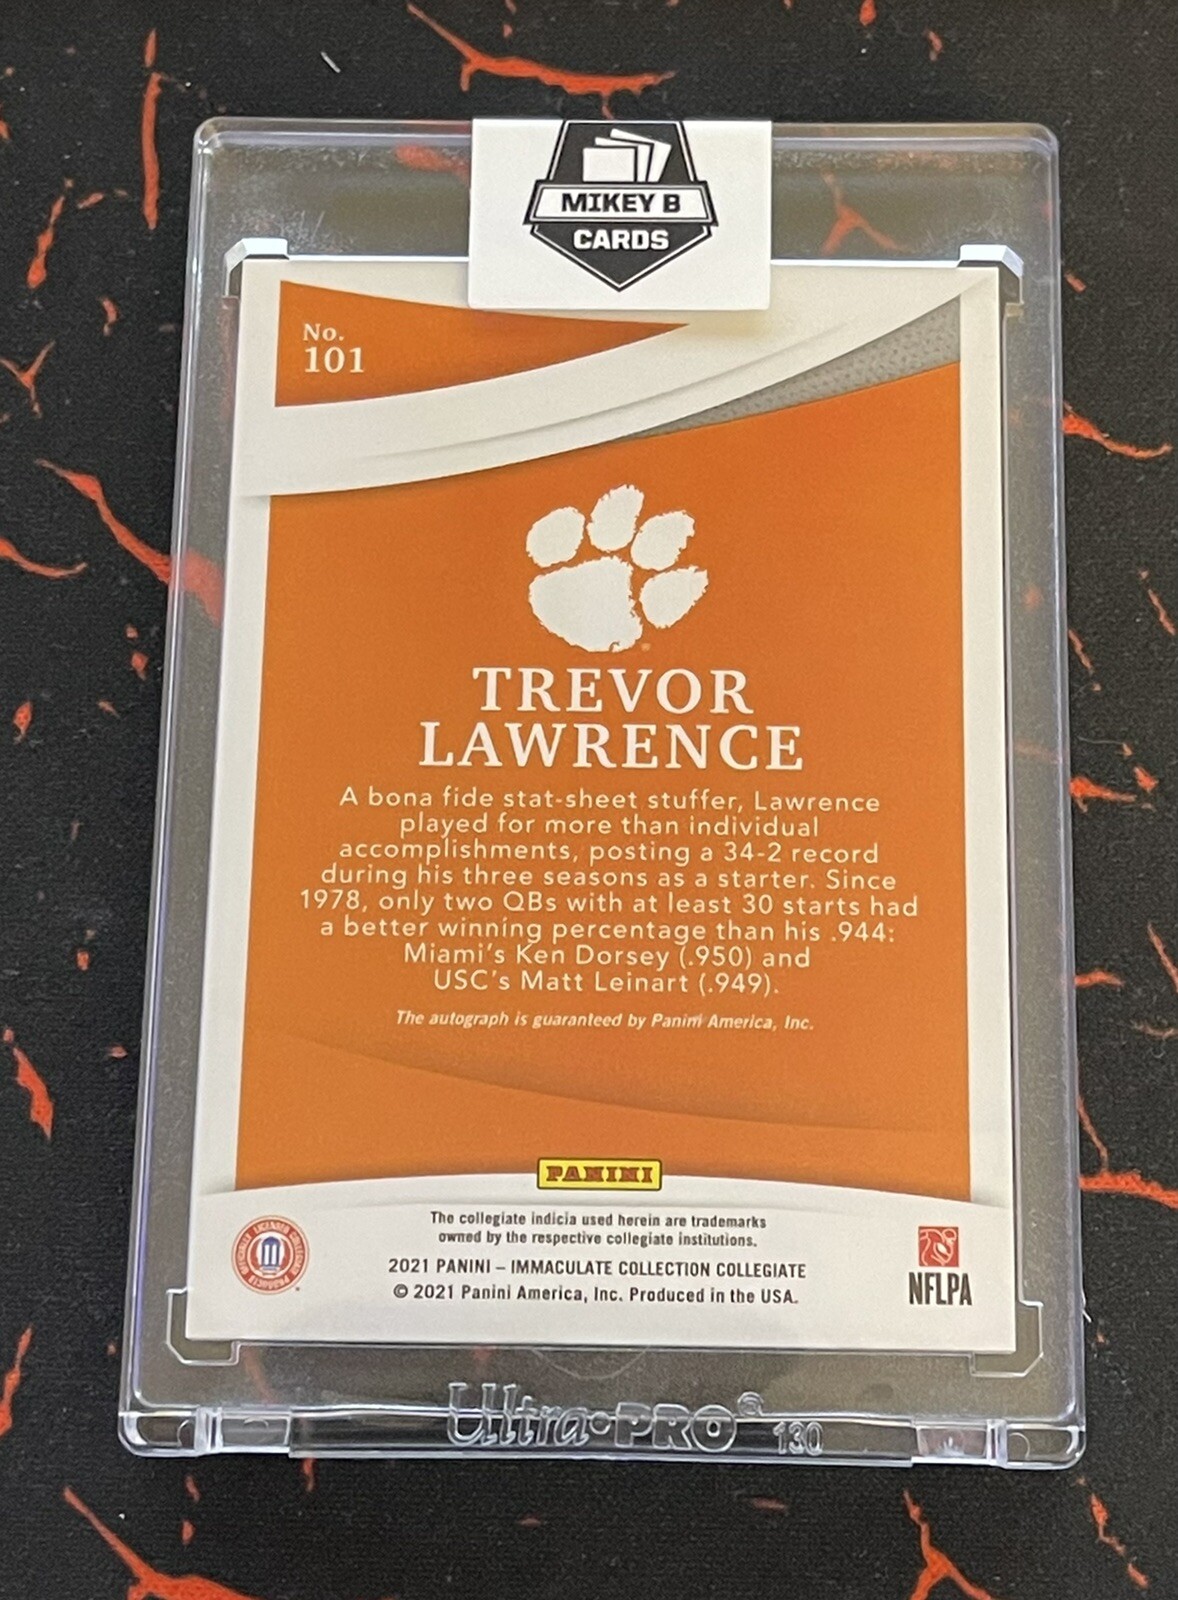 MIKEY B
CARDS
No.
101
TREVOR
LAWRENCE
A bona fide stat-sheet stuffer, Lawrence
played for more than individual
accomplishments, posting a 34-2 record
during his three seasons as a starter. Since
1978, only two QBs with at least 30 starts had
a better winning percentage than his .944:
Miami's Ken Dorsey (.950) and
USC's Matt Leinart (.949).
The autograph is guaranteed by Panini America, Inc.
PANINI
The collegiate indicia used herein are trademarks
owned by the respective collegiate institutions.
2021 PANINI – IMMACULATE COLLECTION COLLEGIATE
© 2021 Panini America, Inc. Produced in the USA.
OFFICIALLY LICENSED COLLEGIATE PRODUCTS
NFLPA
Ultra·PRO® 130